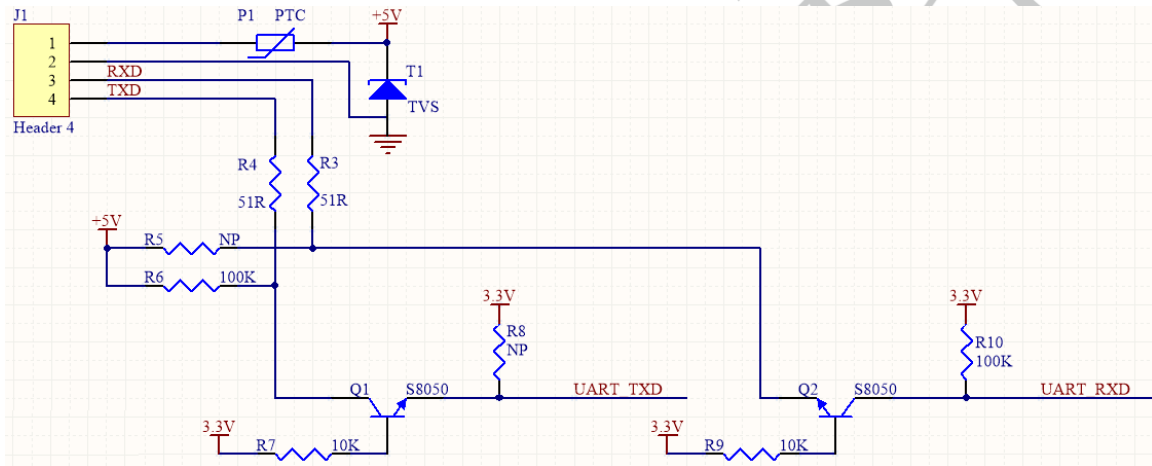 J1
P1 PTC
+5V
1
2
3
4
RXD
TXD
T1
TVS
Header 4
R4
51R
R3
51R
+5V
R5 NP
R6 100K
3.3V
R8
NP
3.3V
R10
100K
Q1 S8050
UART_TXD
Q2 S8050
UART_RXD
3.3V
R7 10K
3.3V
R9 10K